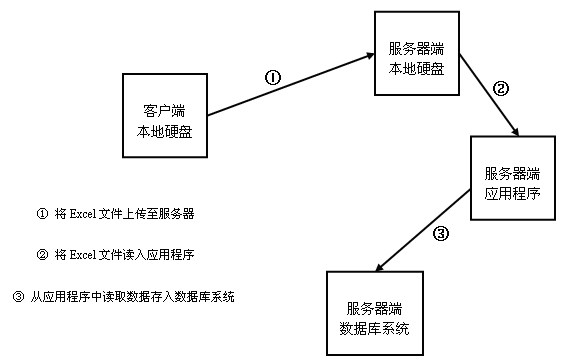 服务器端
本地硬盘
①
②
客户端
本地硬盘
服务器端
应用程序
① 将 Excel 文件上传至服务器
③
② 将 Excel 文件读入应用程序
③ 从应用程序中读取数据存入数据库系统
服务器端
数据库系统